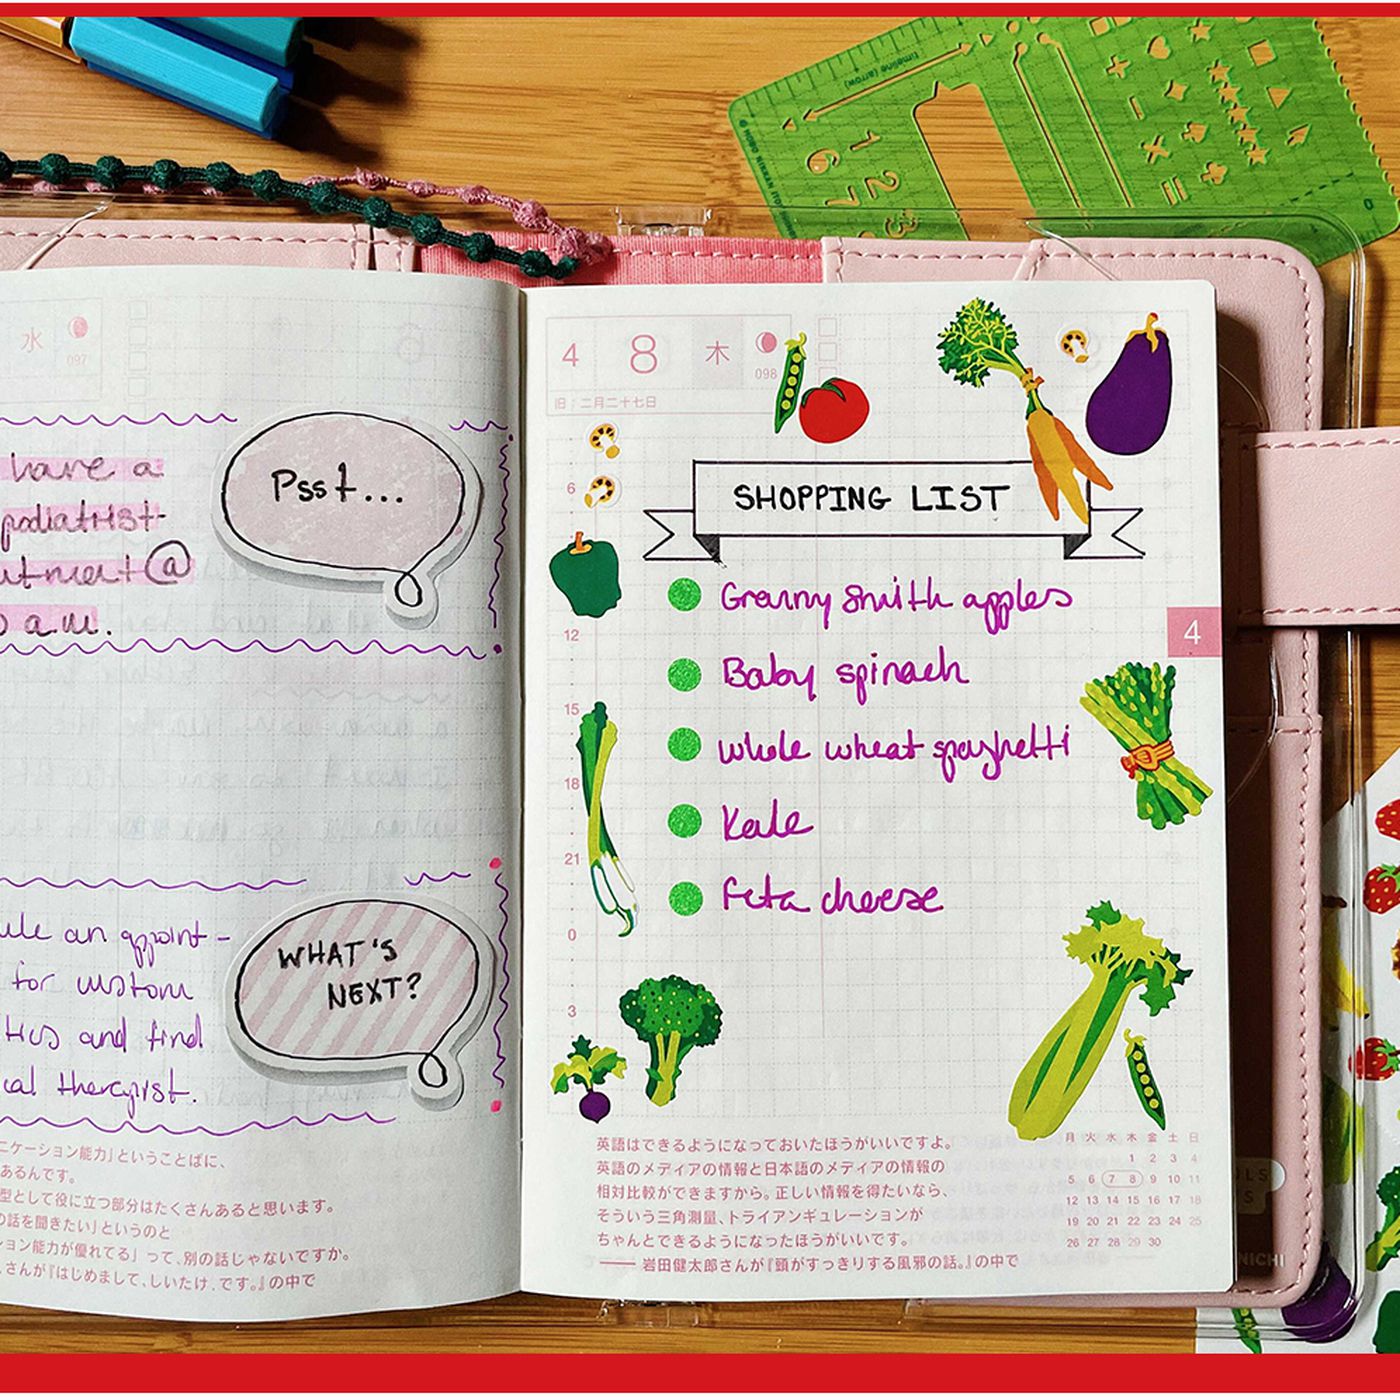 timeline (arrow)
1 2 3
6 7
水
097
have a
podiatrist
@
a.m.
Psst...
WHAT'S
NEXT?
an appoint-
for custom
and find
therapist.
ニケーション能力」ということばに、
あるんです。
型として役に立つ部分はたくさんあると思います。
の話を聞きたい」というのと
ション能力が優れてる」って、別の話じゃないですか。
さんが『はじめまして、しいたけ.です。』の中で
4 8 木
098
旧:二月二十七日
SHOPPING LIST
6
12
15
18
21
0
3
Granny Smith apples
Baby spinach
whole wheat spaghetti
Kale
feta cheese
4
英語はできるようになっておいたほうがいいですよ。
英語のメディアの情報と日本語のメディアの情報の
相対比較ができますから。正しい情報を得たいなら、
そういう三角測量、トライアンギュレーションが
ちゃんとできるようになったほうがいいです。
── 岩田健太郎さんが『頭がすっきりする風邪の話。』の中で
月 火 水 木 金 土 日
1 2 3 4
5 6 7 8 9 10 11
12 13 14 15 16 17 18
19 20 21 22 23 24 25
26 27 28 29 30
NICHI